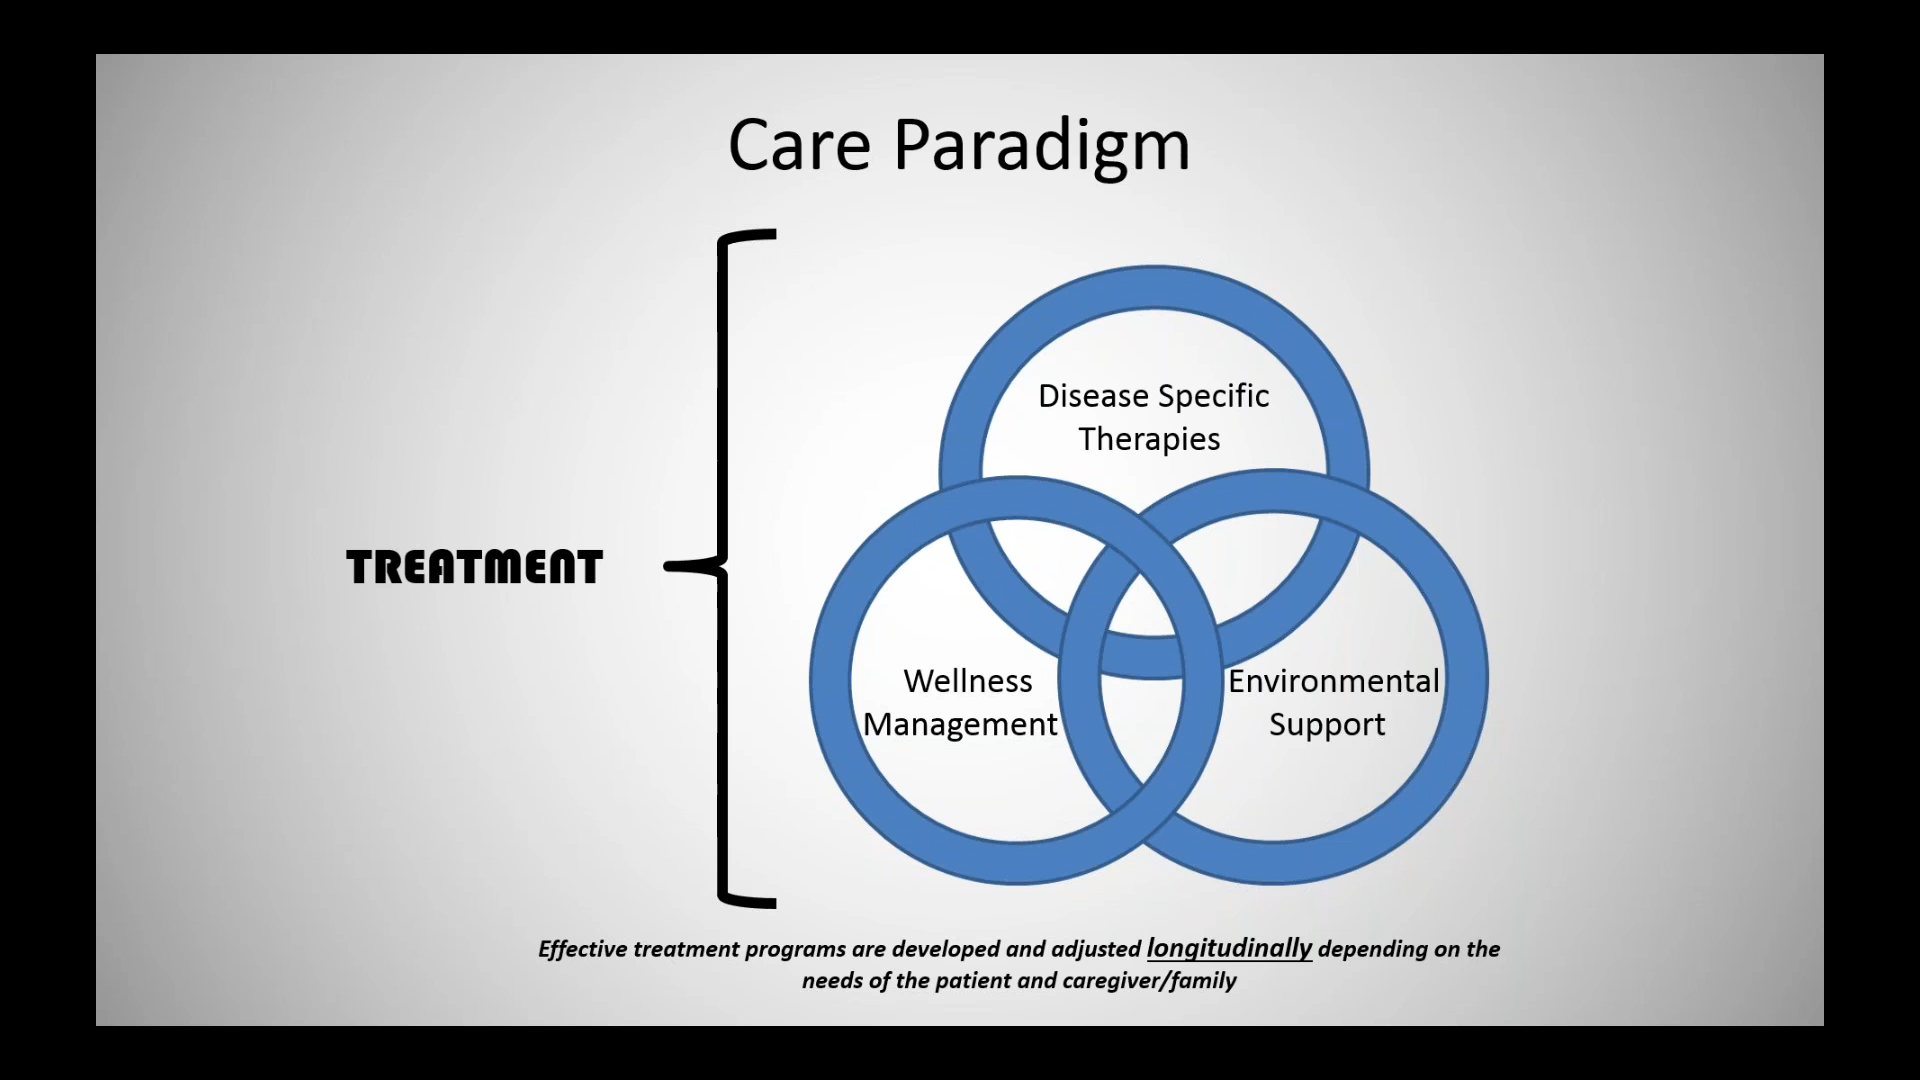 Care Paradigm
TREATMENT
Disease Specific
Therapies
Wellness
Management
Environmental
Support
Effective treatment programs are developed and adjusted longitudinally depending on the
needs of the patient and caregiver/family